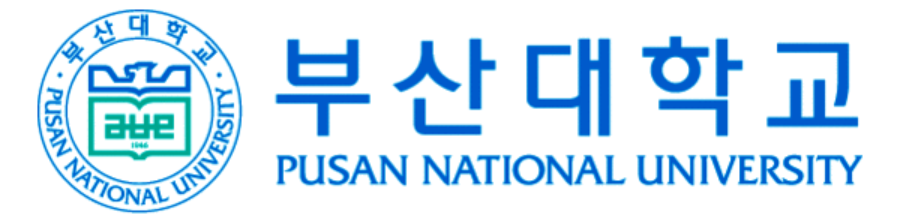 · 부산대학교 ·
PUSAN NATIONAL UNIVERSITY
1946
부산대학교
PUSAN NATIONAL UNIVERSITY